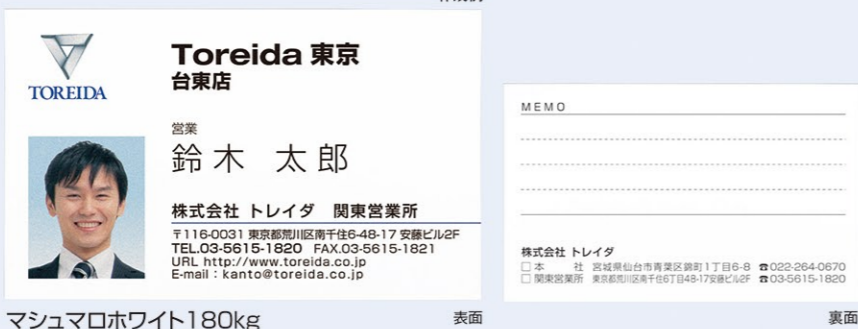 TOREIDA
Toreida 東京
台東店
営業
鈴木 太郎
株式会社 トレイダ 関東営業所
〒116-0031 東京都荒川区南千住6-48-17 安藤ビル2F
TEL.03-5615-1820 FAX.03-5615-1821
URL http://www.toreida.co.jp
E-mail : kanto@toreida.co.jp
マシュマロホワイト180kg
表面
MEMO
株式会社 トレイダ
□ 本 社 宮城県仙台市青葉区錦町1丁目6-8 ☎022-264-0670
□ 関東営業所 東京都荒川区南千住6丁目48-17安藤ビル2F ☎03-5615-1820
裏面